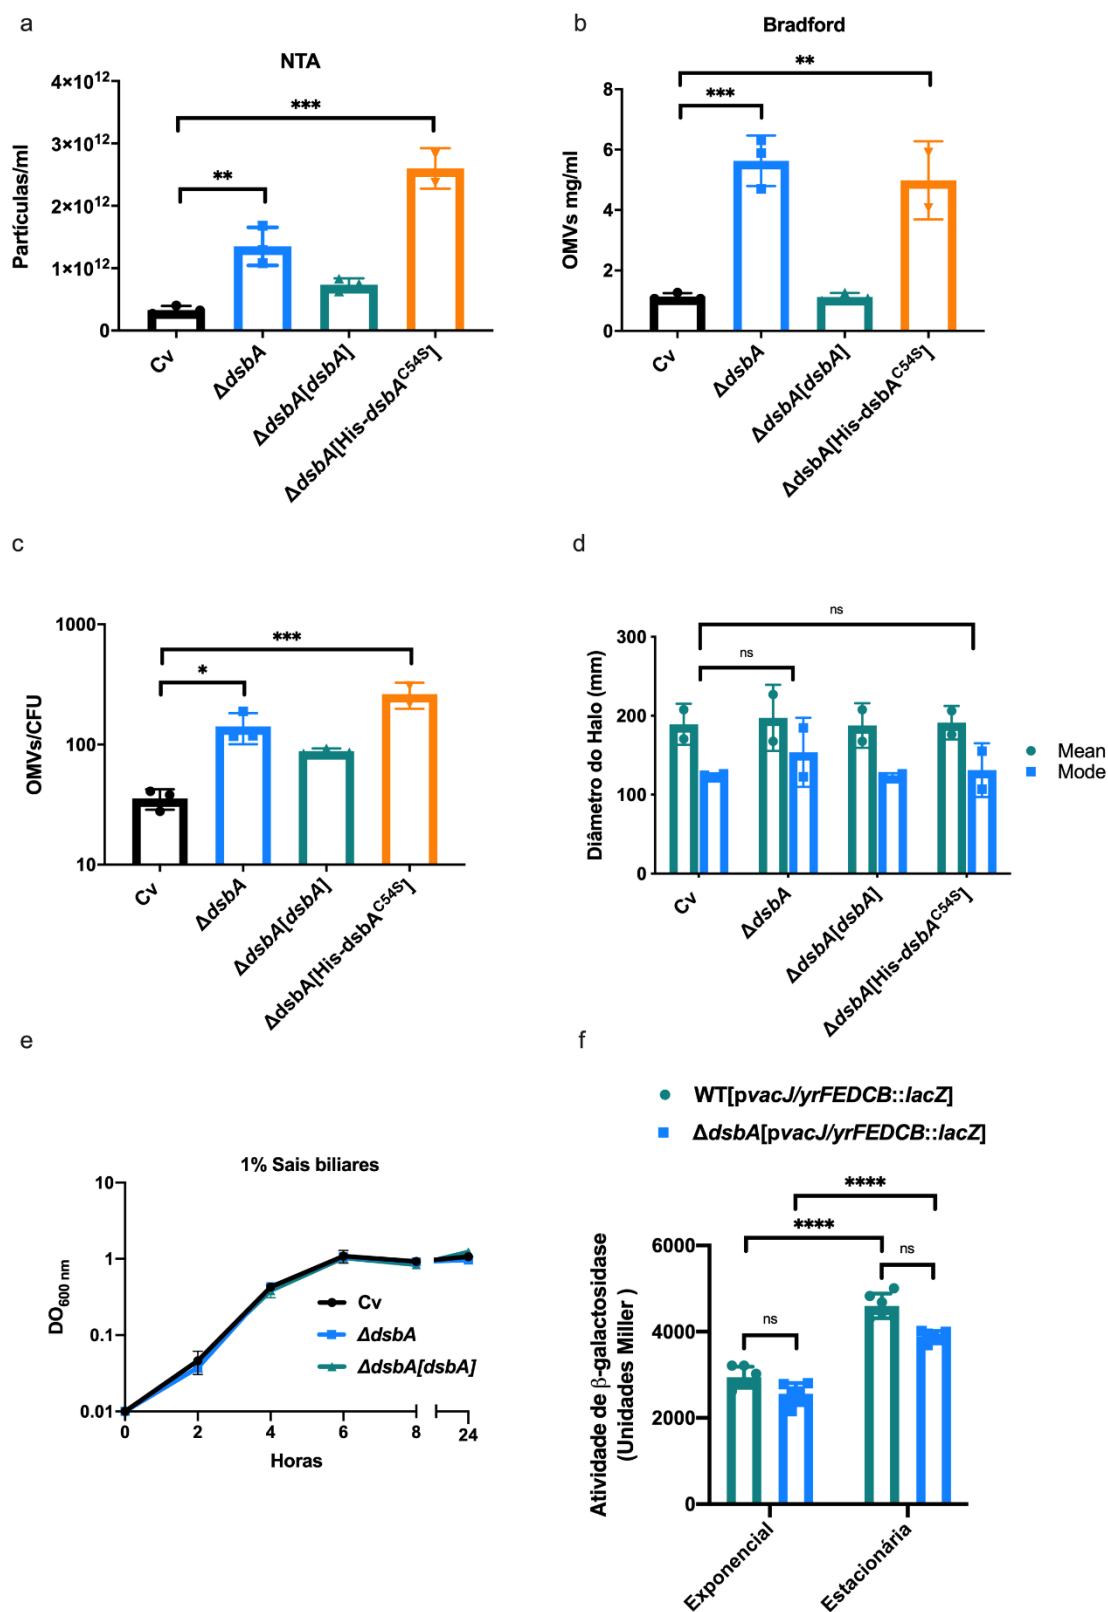 a
NTA
4×10¹²
3×10¹²
2×10¹²
1×10¹²
0
Partículas/ml
***
**
Cv
ΔdsbA
ΔdsbA[dsbA]
ΔdsbA[His-dsbA^C54S]
b
Bradford
8
6
4
2
0
OMVs mg/ml
**
***
Cv
ΔdsbA
ΔdsbA[dsbA]
ΔdsbA[His-dsbA^C54S]
c
1000
100
10
OMVs/CFU
***
*
Cv
ΔdsbA
ΔdsbA[dsbA]
ΔdsbA[His-dsbA^C54S]
d
300
200
100
0
Diâmetro do Halo (mm)
ns
ns
Mean
Mode
Cv
ΔdsbA
ΔdsbA[dsbA]
ΔdsbA[His-dsbA^C54S]
e
1% Sais biliares
10
1
0.1
0.01
DO600 nm
Cv
ΔdsbA
ΔdsbA[dsbA]
0 2 4 6 8 24
Horas
f
WT[pvacJ/yrFEDCB::lacZ]
ΔdsbA[pvacJ/yrFEDCB::lacZ]
****
****
ns
ns
6000
4000
2000
0
Atividade de β-galactosidase
(Unidades Miller )
Exponencial
Estacionária